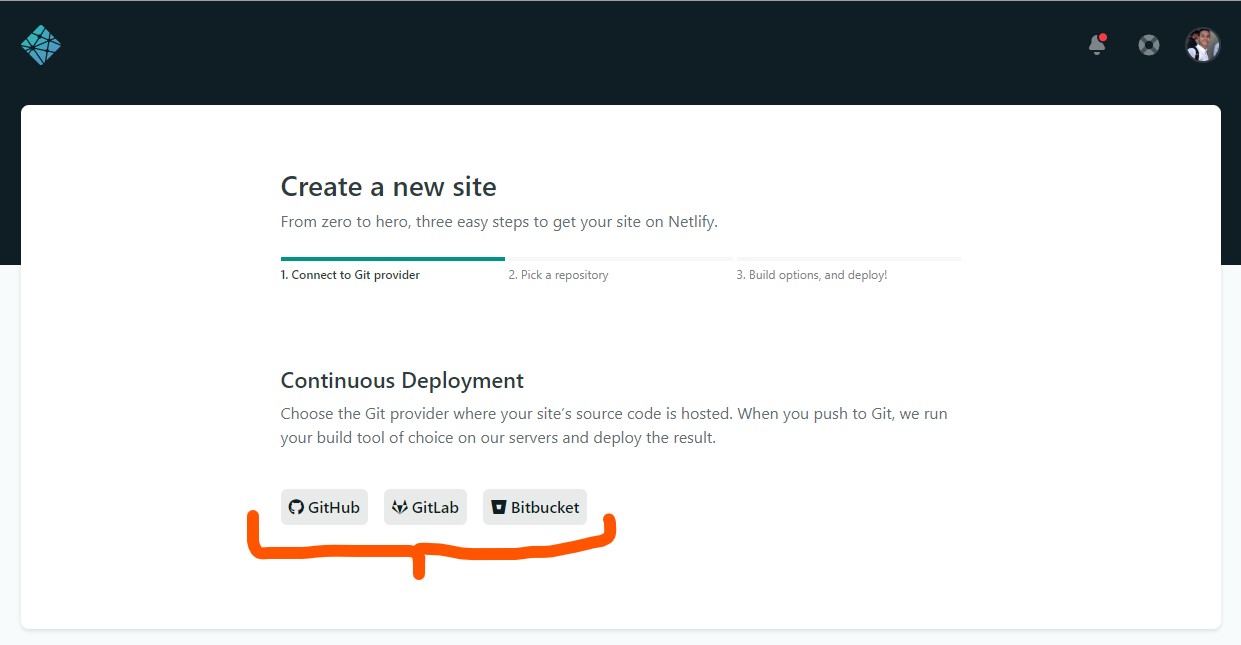 Create a new site
From zero to hero, three easy steps to get your site on Netlify.
1. Connect to Git provider
2. Pick a repository
3. Build options, and deploy!
Continuous Deployment
Choose the Git provider where your site’s source code is hosted. When you push to Git, we run
your build tool of choice on our servers and deploy the result.
GitHub
GitLab
Bitbucket